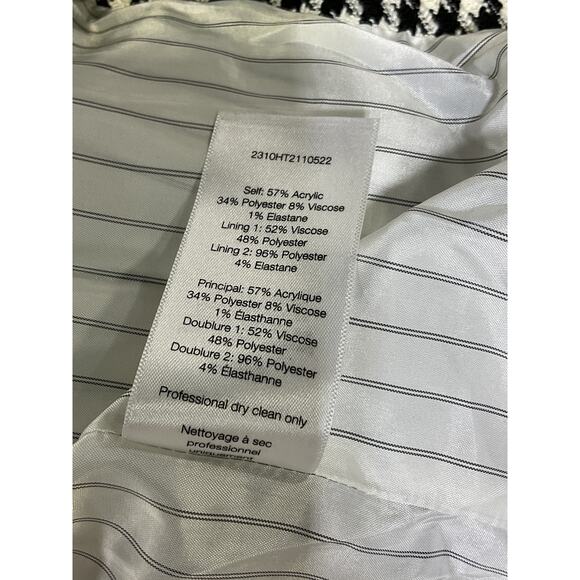 2310HT2110522
Self: 57% Acrylic
34% Polyester 8% Viscose
1% Elastane
Lining 1: 52% Viscose
48% Polyester
Lining 2: 96% Polyester
4% Elastane
Principal: 57% Acrylique
34% Polyester 8% Viscose
1% Élasthanne
Doublure 1: 52% Viscose
48% Polyester
Doublure 2: 96% Polyester
4% Élasthanne
Professional dry clean only
Nettoyage à sec
professionnel
uniquement